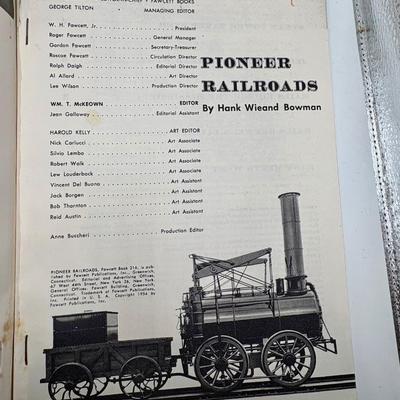 EDITOR-IN-CHIEF, FAWCETT BOOKS
GEORGE TILTON MANAGING EDITOR
W. H. Fawcett, Jr. President
Roger Fawcett General Manager
Gordon Fawcett Secretary-Treasurer
Roscoe Fawcett Circulation Director
Ralph Daigh Editorial Director
Al Allard Art Director
Lee Wilson Production Director
WM. T. McKEOWN EDITOR
Jean Galloway Editorial Assistant
HAROLD KELLY ART EDITOR
Nick Carlucci Art Associate
Silvio Lembo Art Associate
Robert Wolk Art Associate
Lew Louderback Art Associate
Vincent Del Buono Art Assistant
Jack Borgen Art Assistant
Bob Thornton Art Assistant
Reid Austin Art Assistant
Anne Buscheri Production Editor
PIONEER
RAILROADS
By Hank Wieand Bowman
PIONEER RAILROADS, Fawcett Book 216, is pub-
lished by Fawcett Publications, Inc., Greenwich,
Connecticut. Editorial and Advertising Offices,
67 West 44th Street, New York 36, New York.
General Offices: Fawcett Building, Greenwich,
Connecticut. Trademark of Fawcett Publications,
Inc. Printed in U. S. A. Copyright 1954 by
Fawcett Publications, Inc.